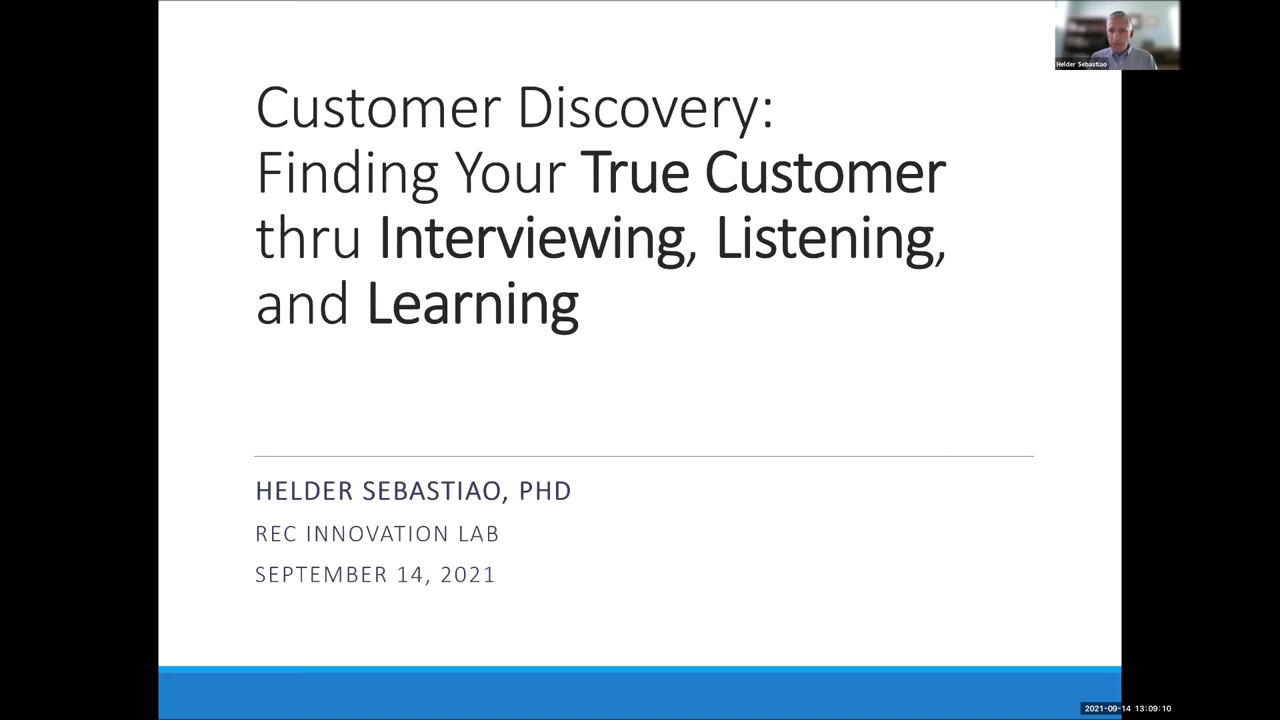 Helder Sebastiao
Customer Discovery:
Finding Your True Customer
thru Interviewing, Listening,
and Learning
HELDER SEBASTIAO, PHD
REC INNOVATION LAB
SEPTEMBER 14, 2021
2021-09-14 13:09:10